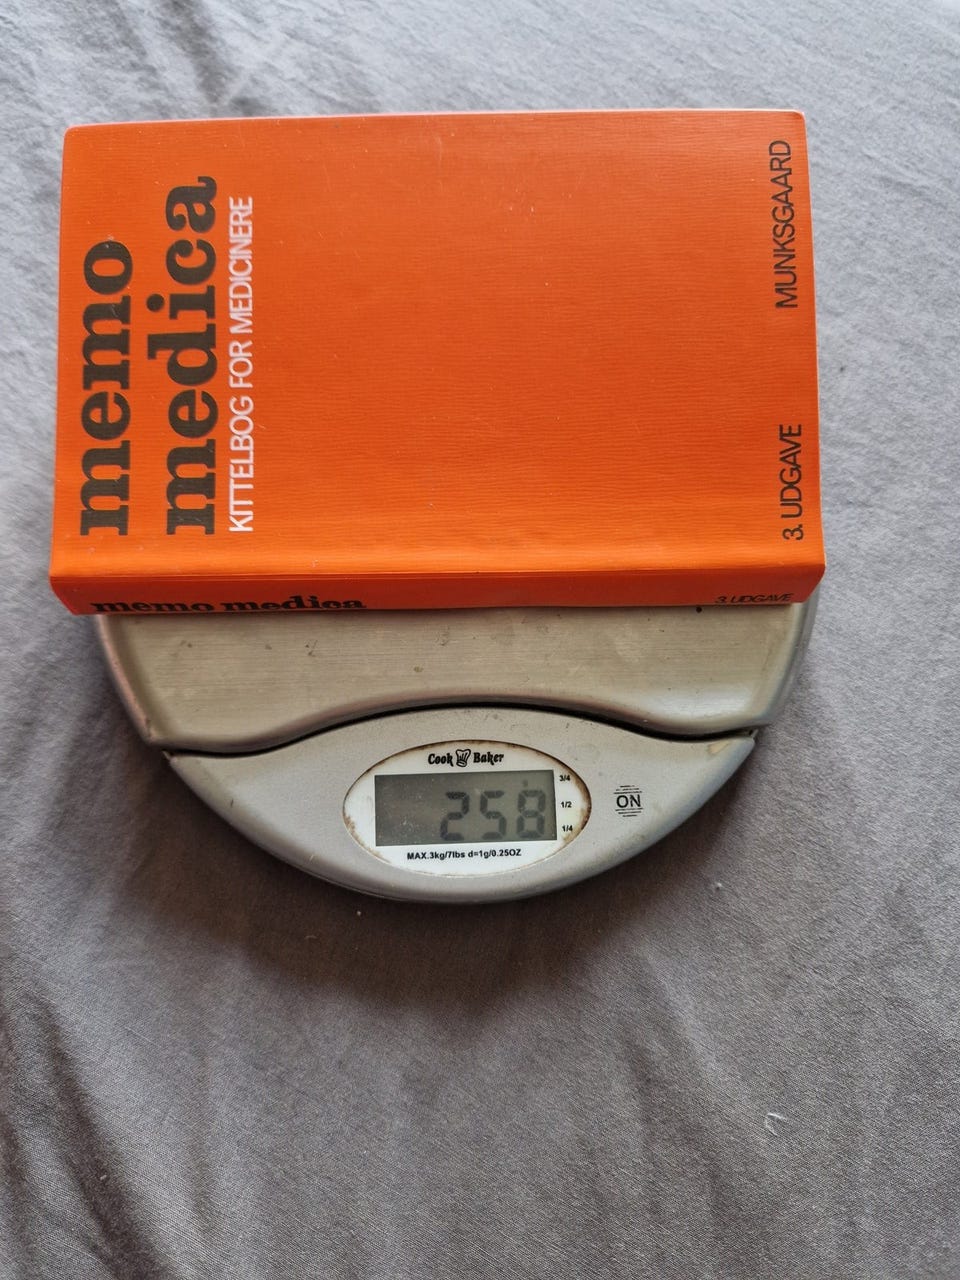 memo
medica
KITTELBOG FOR MEDICINERE
3. UDGAVE MUNKSGAARD
memo medica 3. UDGAVE
Cook Baker
258
3/4
1/2
1/4
MAX.3kg/7lbs d=1g/0.25OZ
ON